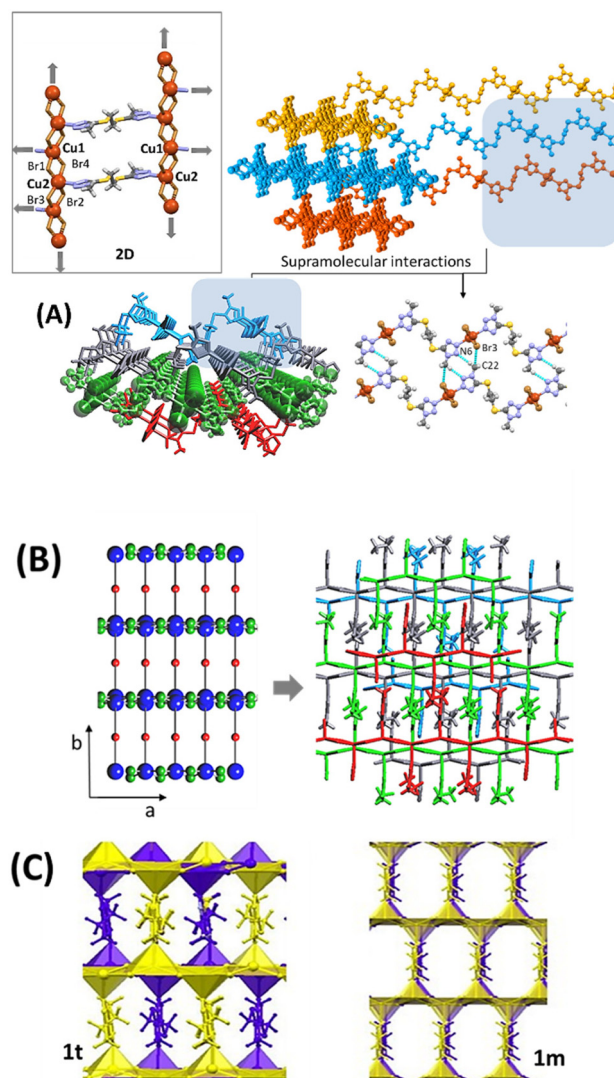 Cu1
Cu1
Br1
Br4
Cu2
Cu2
Br3
Br2
2D
Supramolecular interactions
(A)
Br3
N6
C22
(B)
b
a
(C)
1t
1m